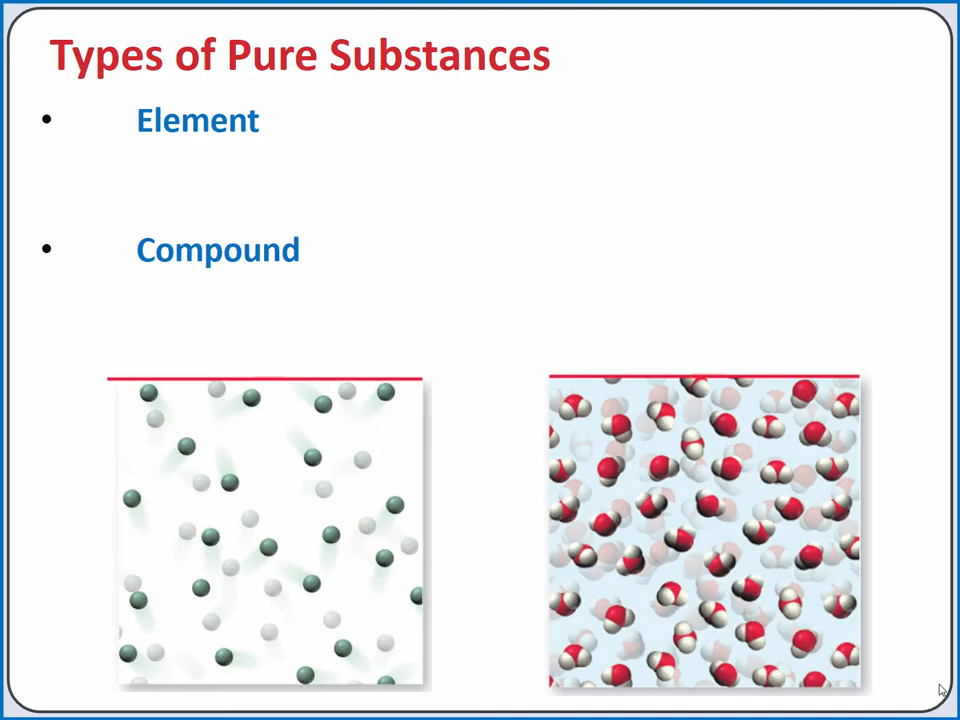 Types of Pure Substances
• Element
• Compound